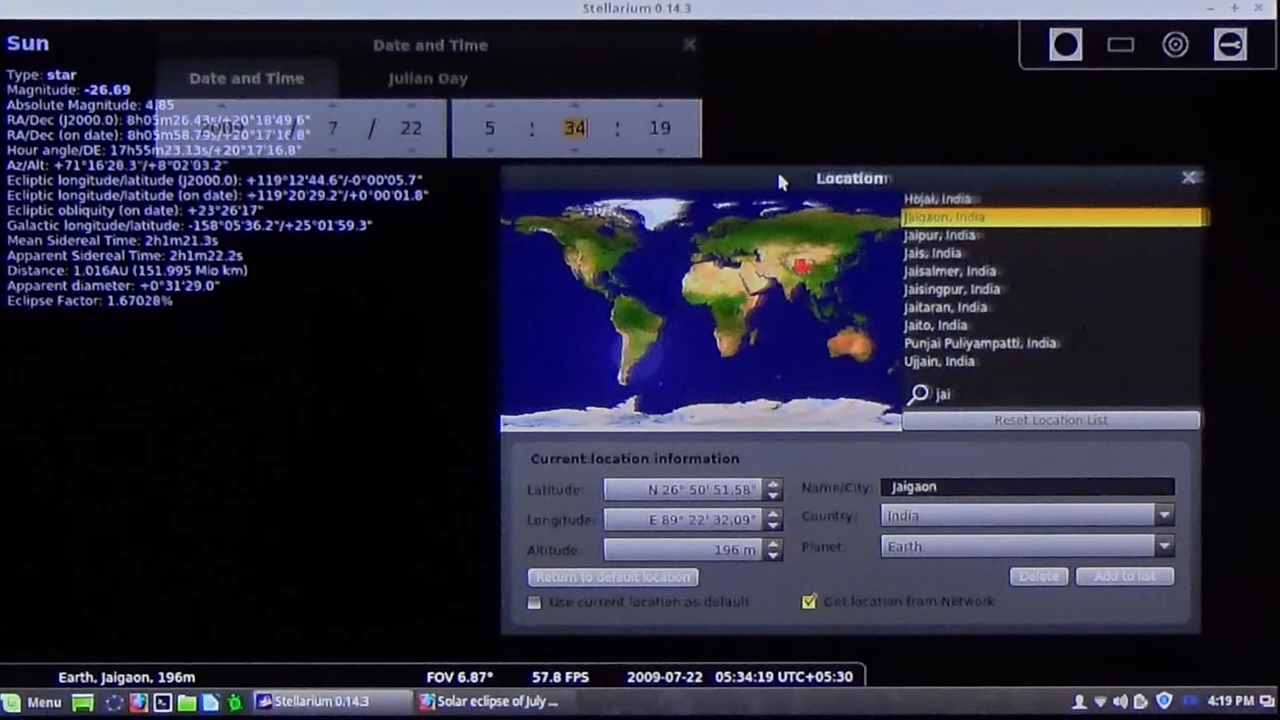 Stellarium 0.14.3
Sun
Date and Time
Date and Time
Julian Day
Type: star
Magnitude: -26.69
Absolute Magnitude: 4.85
RA/Dec (J2000.0): 8h05m26.43s/+20°18'49.6"
RA/Dec (on date): 8h05m58.79s/+20°17'16.8"
/ 7 / 22 5 : 34 : 19
Hour angle/DE: 17h55m23.13s/+20°17'16.8"
Az/Alt: +71°16'28.3"/+8°02'03.2"
Ecliptic longitude/latitude (J2000.0): +119°12'44.6"/-0°00'05.7"
Ecliptic longitude/latitude (on date): +119°20'29.2"/+0°00'01.8"
Ecliptic obliquity (on date): +23°26'17"
Galactic longitude/latitude: -158°05'36.2"/+25°01'59.3"
Mean Sidereal Time: 2h1m21.3s
Apparent Sidereal Time: 2h1m22.2s
Distance: 1.016AU (151.995 Mio km)
Apparent diameter: +0°31'29.0"
Eclipse Factor: 1.67028%
Location
Hojai, India
Jaigaon, India
Jaipur, India
Jais, India
Jaisalmer, India
Jaisingpur, India
Jaitaran, India
Jaito, India
Punjai Puliyampatti, India
Ujjain, India
jai
Reset Location List
Current location information
Latitude: N 26° 50' 51.58" Name/City: Jaigaon
Longitude: E 89° 22' 32.09" Country: India
Altitude: 196 m Planet: Earth
Return to default location Delete Add to list
Use current location as default Get location from Network
Earth, Jaigaon, 196m FOV 6.87° 57.8 FPS 2009-07-22 05:34:19 UTC+05:30
Menu Stellarium 0.14.3 Solar eclipse of July ... 4:19 PM